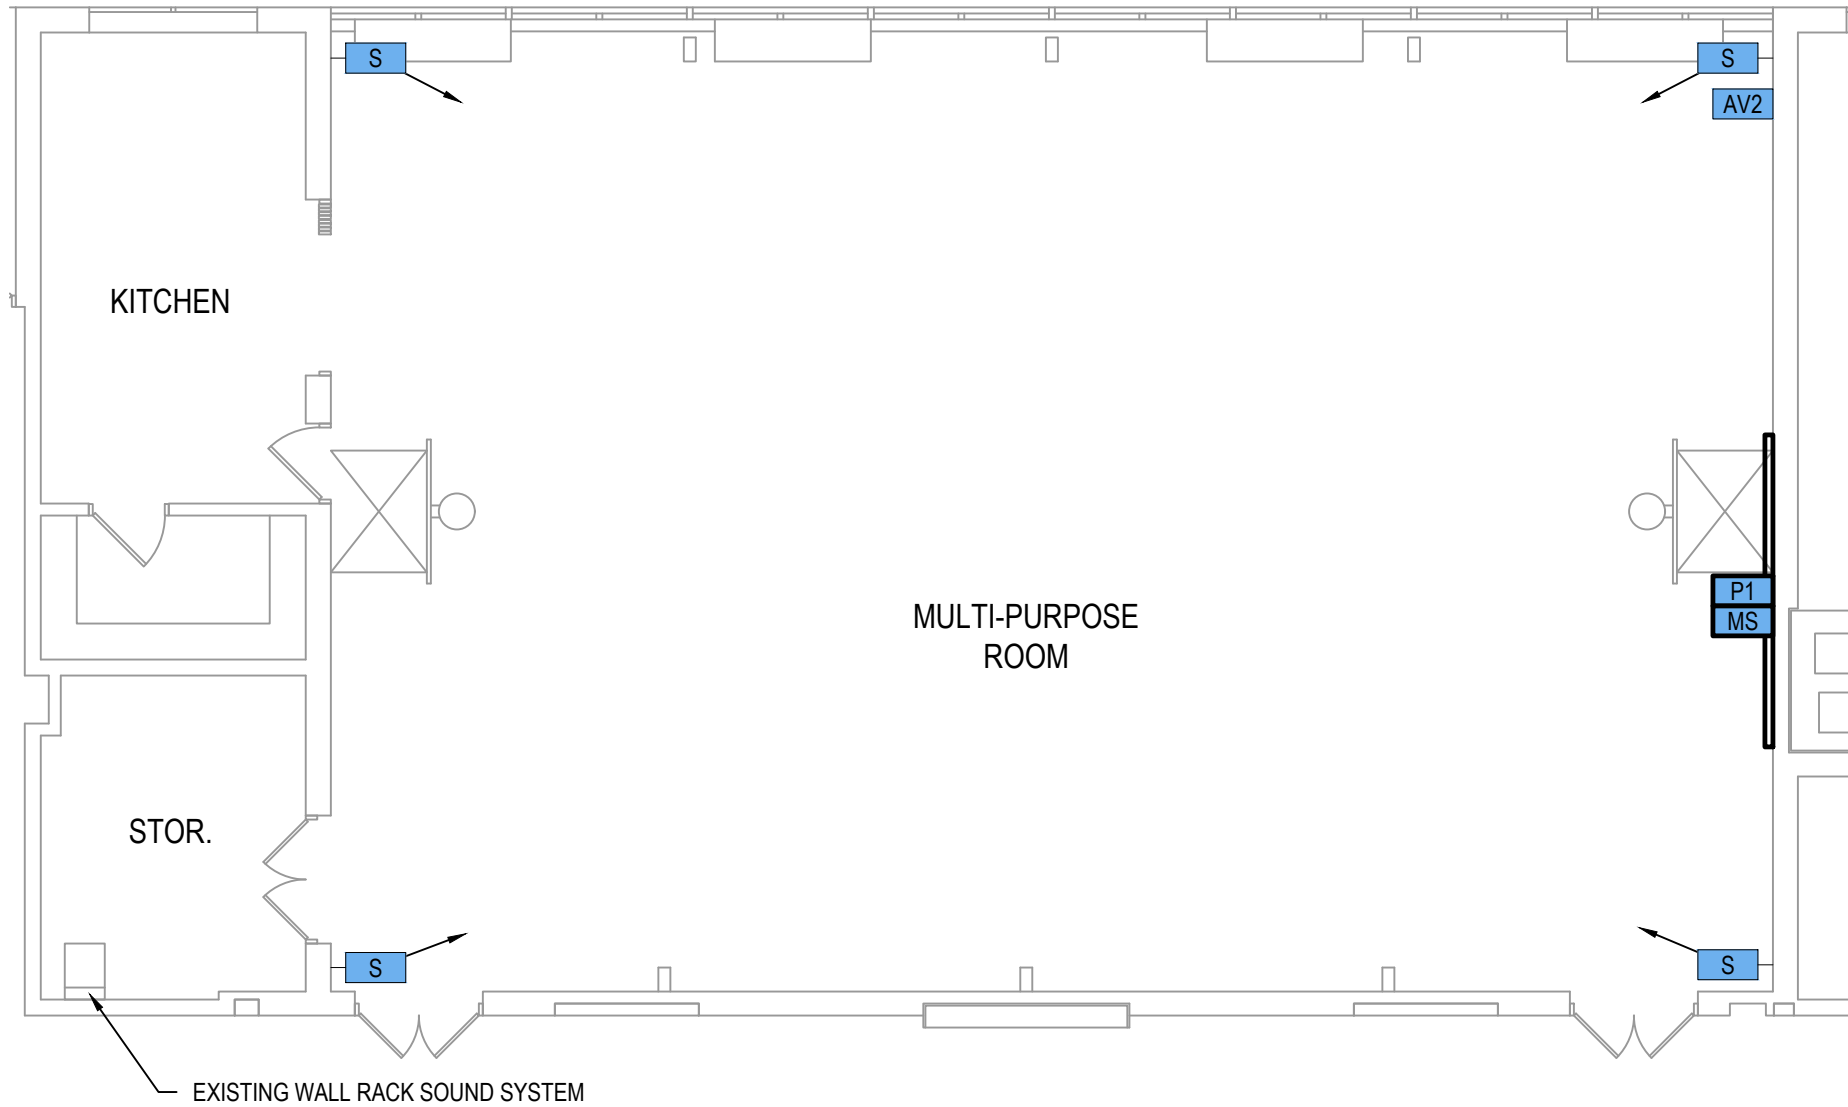 S
S
AV2
KITCHEN
P1
MS
MULTI-PURPOSE
ROOM
STOR.
S
S
EXISTING WALL RACK SOUND SYSTEM